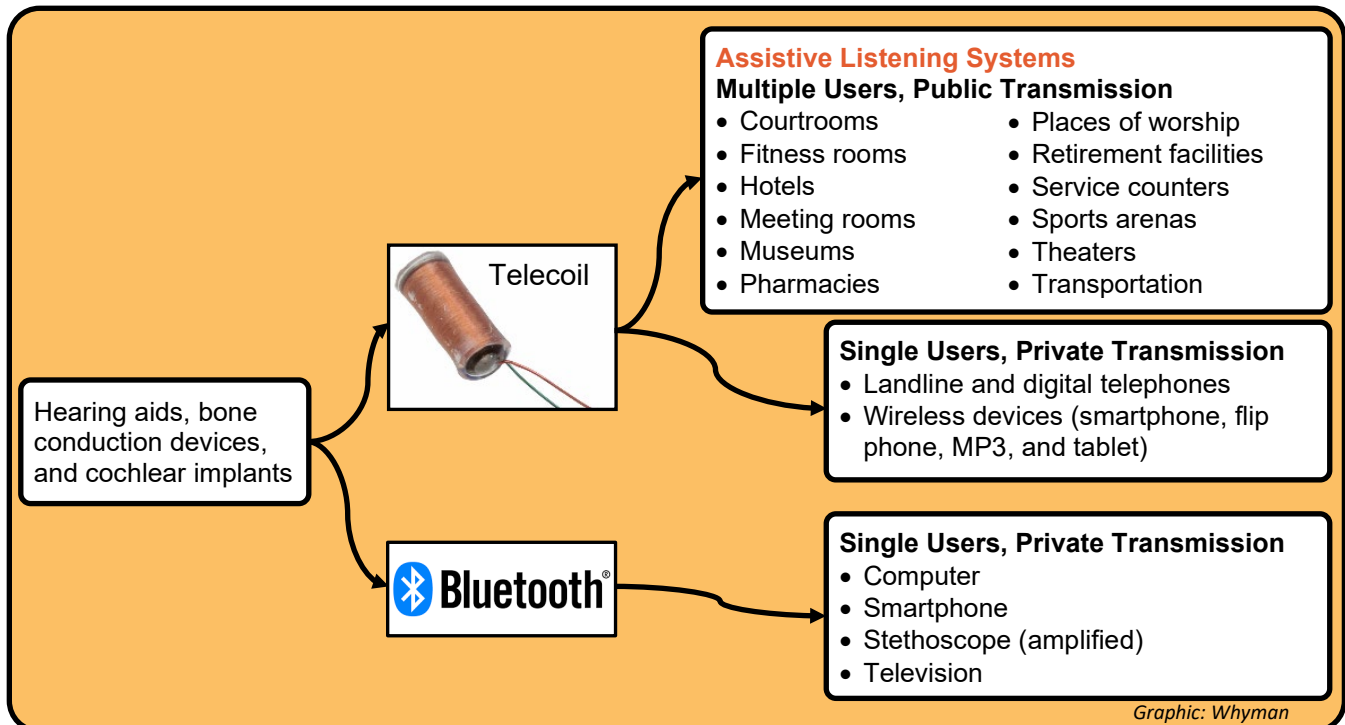 Assistive Listening Systems
Multiple Users, Public Transmission
• Courtrooms
• Fitness rooms
• Hotels
• Meeting rooms
• Museums
• Pharmacies
• Places of worship
• Retirement facilities
• Service counters
• Sports arenas
• Theaters
• Transportation
Telecoil
Single Users, Private Transmission
• Landline and digital telephones
• Wireless devices (smartphone, flip
phone, MP3, and tablet)
Hearing aids, bone
conduction devices,
and cochlear implants
Bluetooth®
Single Users, Private Transmission
• Computer
• Smartphone
• Stethoscope (amplified)
• Television
Graphic: Whyman